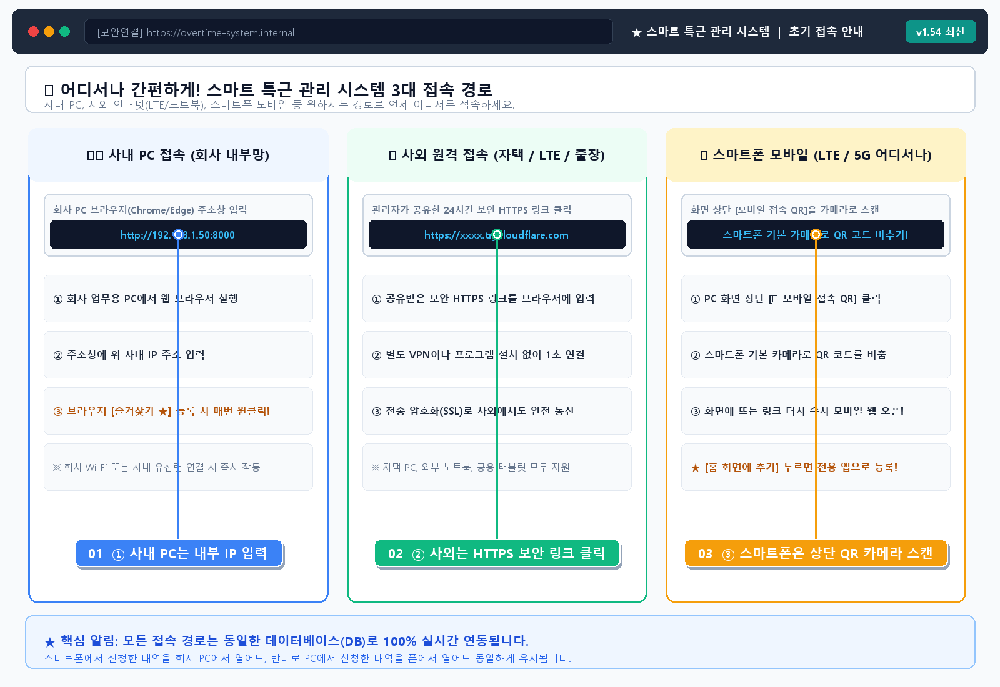 [보안연결] https://overtime-system.internal
★ 스마트 특근 관리 시스템 | 초기 접속 안내
v1.54 최신
어디서나 간편하게! 스마트 특근 관리 시스템 3대 접속 경로
사내 PC, 사외 인터넷(LTE/노트북), 스마트폰 모바일 등 원하시는 경로로 언제 어디서든 접속하세요.
사내 PC 접속 (회사 내부망)
회사 PC 브라우저(Chrome/Edge) 주소창 입력
http://192. 8.1.50:8000
① 회사 업무용 PC에서 웹 브라우저 실행
② 주소창에 위 사내 IP 주소 입력
③ 브라우저 [즐겨찾기 ★] 등록 시 매번 원클릭!
※ 회사 Wi-Fi 또는 사내 유선랜 연결 시 즉시 작동
01 ① 사내 PC는 내부 IP 입력
사외 원격 접속 (자택 / LTE / 출장)
관리자가 공유한 24시간 보안 HTTPS 링크 클릭
https://xxxx.tr loudflare.com
① 공유받은 보안 HTTPS 링크를 브라우저에 입력
② 별도 VPN이나 프로그램 설치 없이 1초 연결
③ 전송 암호화(SSL)로 사외에서도 안전 통신
※ 자택 PC, 외부 노트북, 공용 태블릿 모두 지원
02 ② 사외는 HTTPS 보안 링크 클릭
스마트폰 모바일 (LTE / 5G 어디서나)
화면 상단 [모바일 접속 QR]을 카메라로 스캔
스마트폰 기본 카메라로 QR 코드 비추기!
① PC 화면 상단 [ 모바일 접속 QR] 클릭
② 스마트폰 기본 카메라로 QR 코드를 비춤
③ 화면에 뜨는 링크 터치 즉시 모바일 웹 오픈!
★ [홈 화면에 추가] 누르면 전용 앱으로 등록!
03 ③ 스마트폰은 상단 QR 카메라 스캔
★ 핵심 알림: 모든 접속 경로는 동일한 데이터베이스(DB)로 100% 실시간 연동됩니다.
스마트폰에서 신청한 내역을 회사 PC에서 열어도, 반대로 PC에서 신청한 내역을 폰에서 열어도 동일하게 유지됩니다.